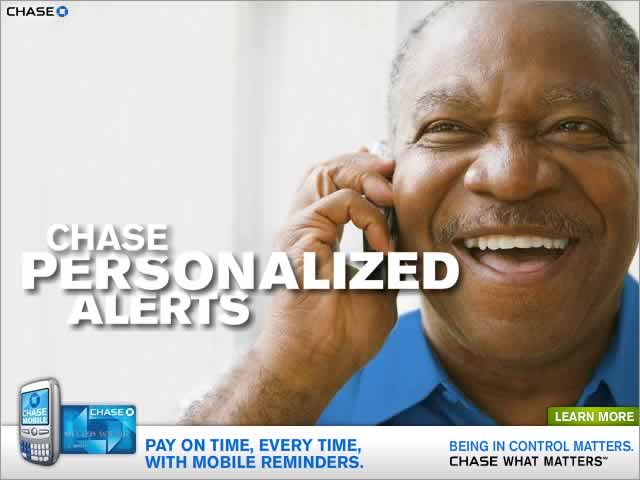 CHASE
CHASE
PERSONALIZED
ALERTS
LEARN MORE
CHASE
MOBILE
CHASE
PAY ON TIME, EVERY TIME,
WITH MOBILE REMINDERS.
BEING IN CONTROL MATTERS.
CHASE WHAT MATTERS℠